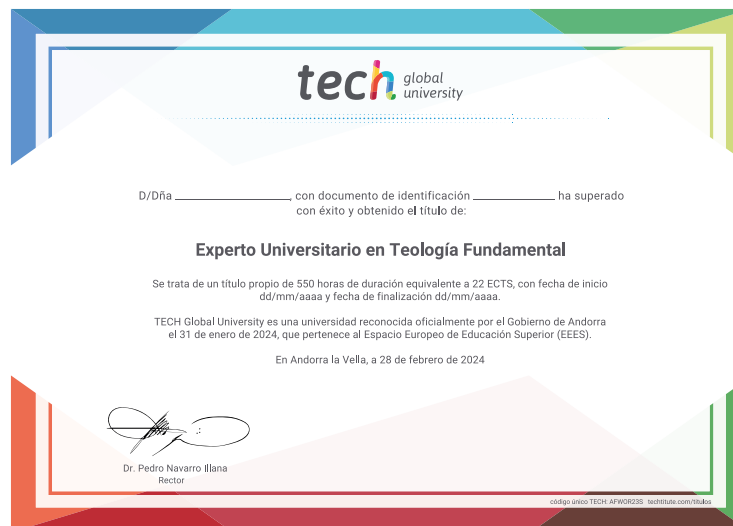 tech global
university
D/Dña ______________, con documento de identificación ______________ ha superado
con éxito y obtenido el título de:
Experto Universitario en Teología Fundamental
Se trata de un título propio de 550 horas de duración equivalente a 22 ECTS, con fecha de inicio
dd/mm/aaaa y fecha de finalización dd/mm/aaaa.
TECH Global University es una universidad reconocida oficialmente por el Gobierno de Andorra
el 31 de enero de 2024, que pertenece al Espacio Europeo de Educación Superior (EEES).
En Andorra la Vella, a 28 de febrero de 2024
Dr. Pedro Navarro Illana
Rector
código único TECH: AFWOR23S techtitute.com/titulos